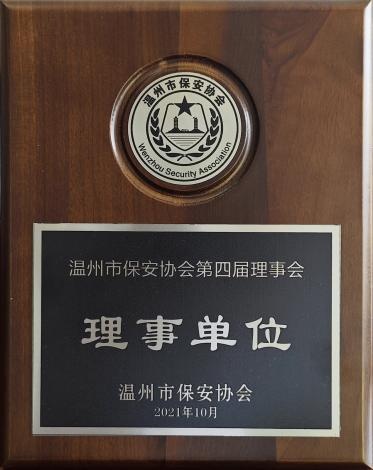 温州市保安协会
Wenzhou Security Association
温州市保安协会第四届理事会
理事单位
温州市保安协会
2021年10月